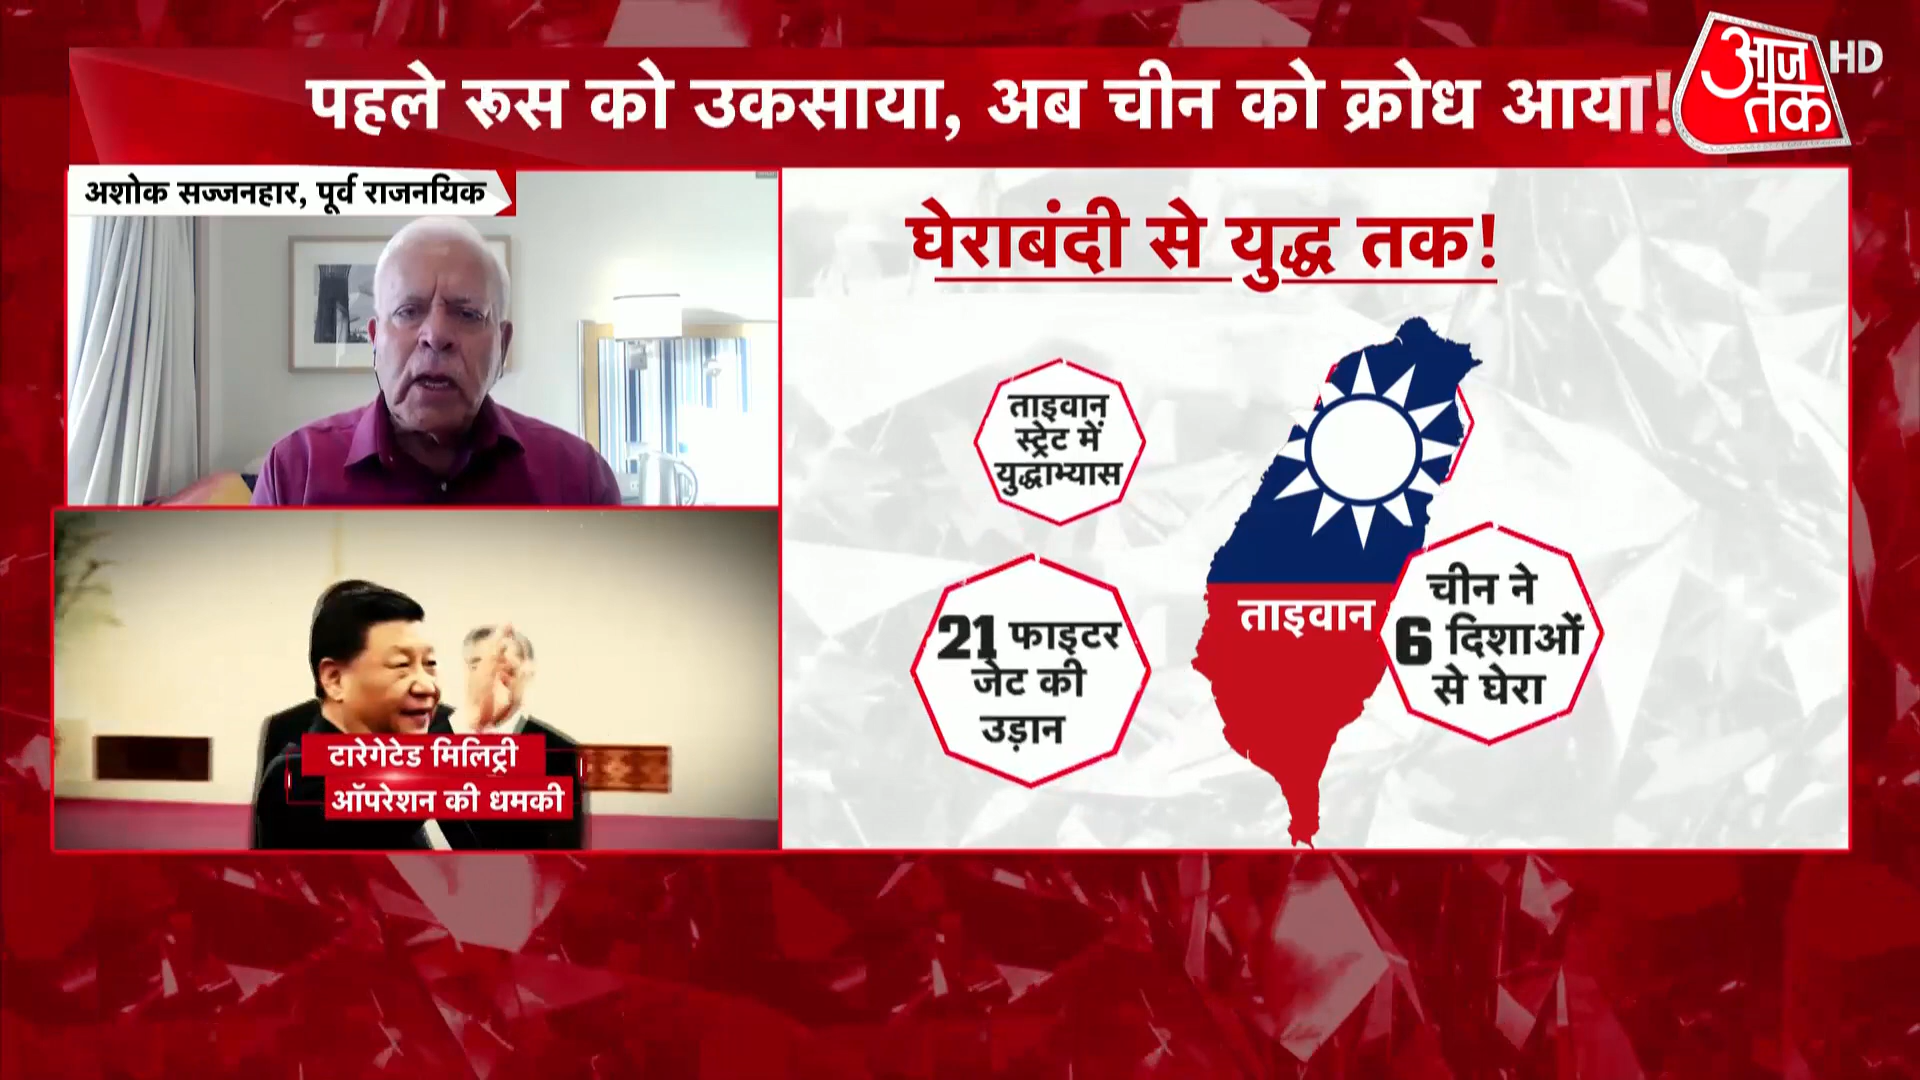 पहले रूस को उकसाया, अब चीन को क्रोध आया!
आज
तक
HD
अशोक सज्जनहार, पूर्व राजनयिक
टारगेटेड मिलिट्री
ऑपरेशन की धमकी
घेराबंदी से युद्ध तक!
ताइवान
स्ट्रेट में
युद्धाभ्यास
21 फाइटर
जेट की
उड़ान
ताइवान
चीन ने
6 दिशाओं
से घेरा